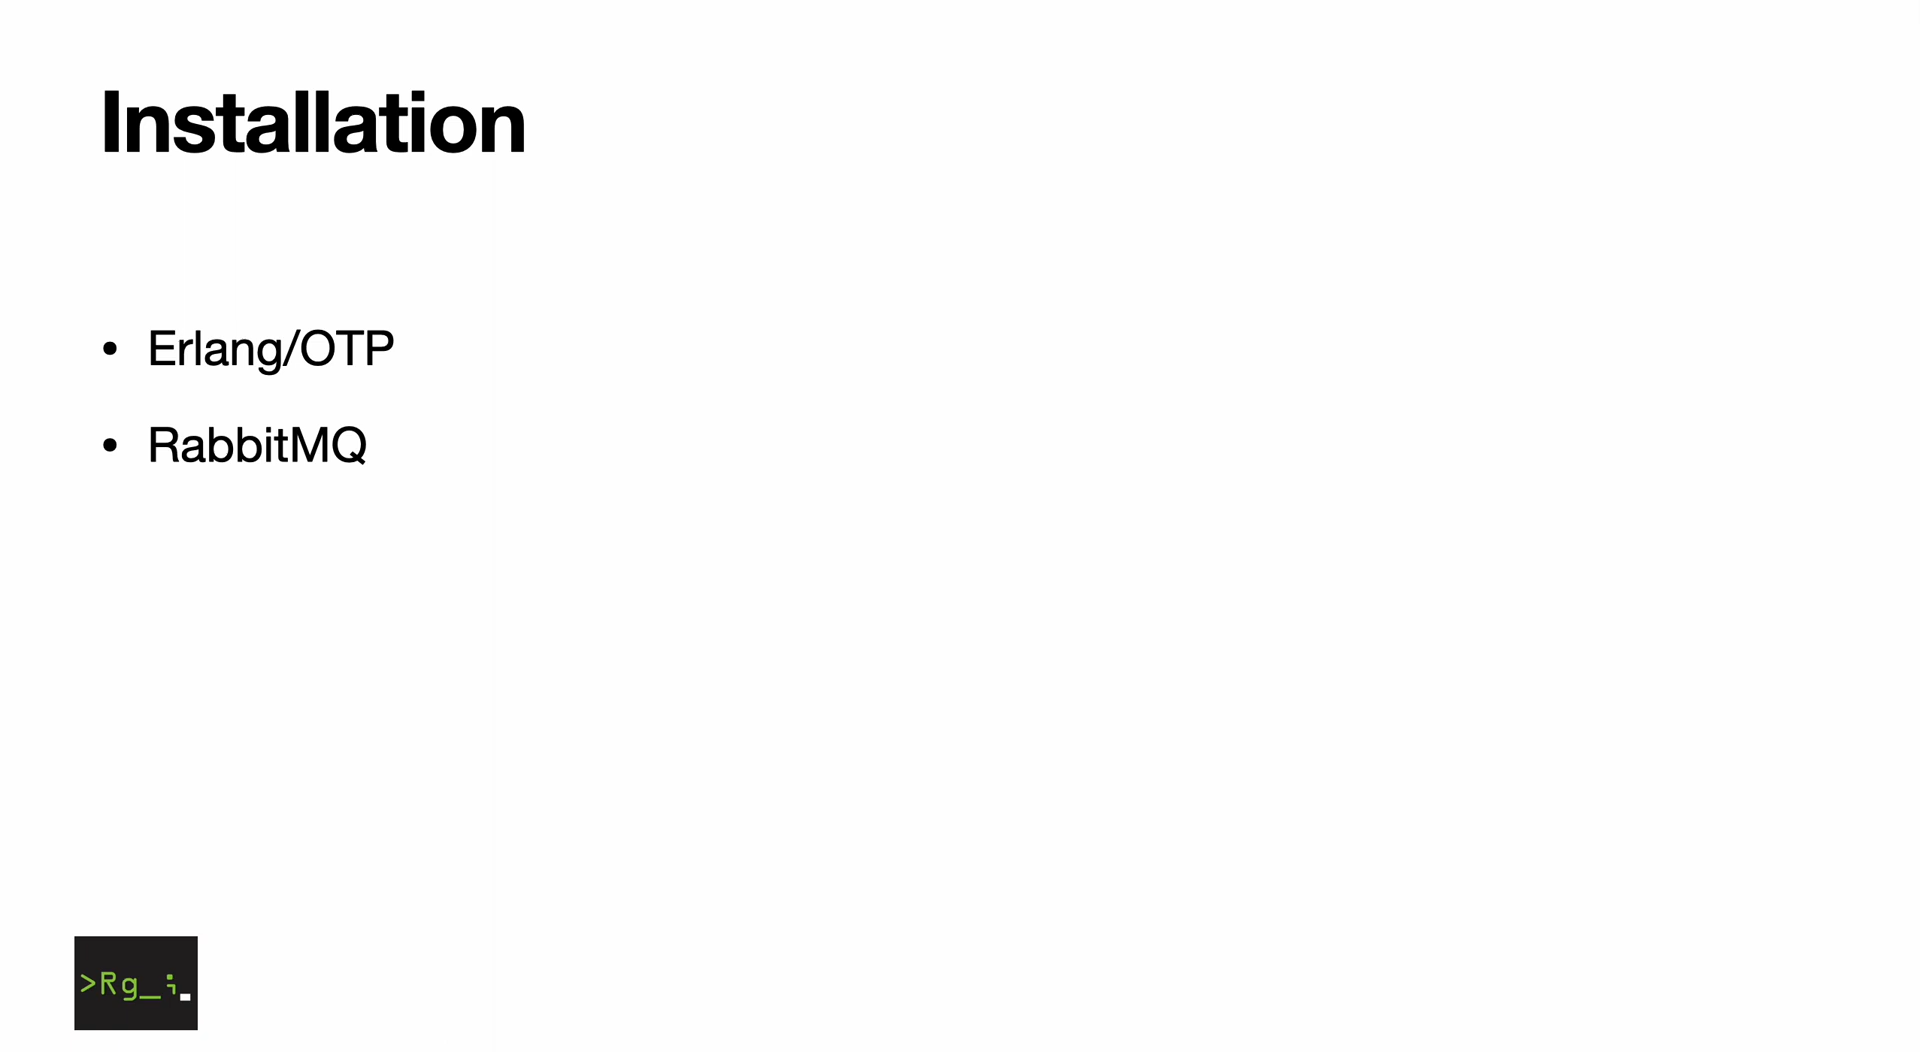 Installation
• Erlang/OTP
• RabbitMQ
>Rg_;